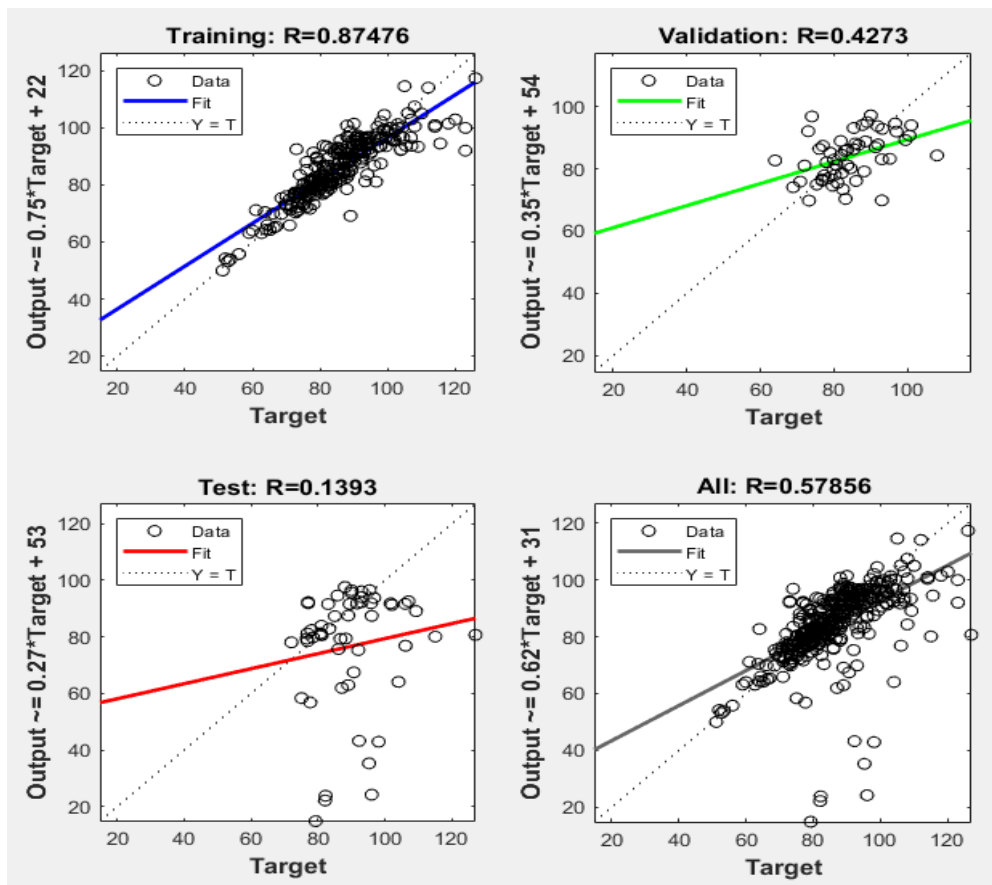 Training: R=0.87476
Output ~= 0.75*Target + 22
120
100
80
60
40
20
Data
Fit
Y = T
20 40 60 80 100 120
Target
Validation: R=0.4273
Output ~= 0.35*Target + 54
100
80
60
40
20
Data
Fit
Y = T
20 40 60 80 100
Target
Test: R=0.1393
Output ~= 0.27*Target + 53
120
100
80
60
40
20
Data
Fit
Y = T
20 40 60 80 100 120
Target
All: R=0.57856
Output ~= 0.62*Target + 31
120
100
80
60
40
20
Data
Fit
Y = T
20 40 60 80 100 120
Target